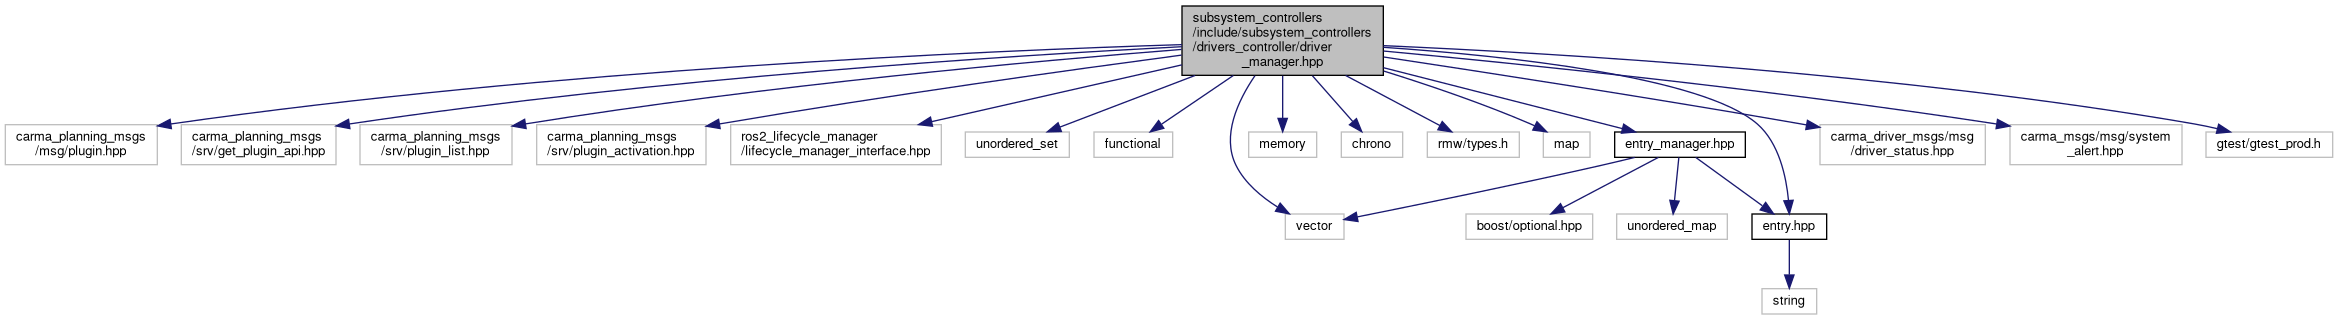 subsystem_controllers
/include/subsystem_controllers
/drivers_controller/driver
_manager.hpp
carma_planning_msgs
/msg/plugin.hpp
carma_planning_msgs
/srv/get_plugin_api.hpp
carma_planning_msgs
/srv/plugin_list.hpp
carma_planning_msgs
/srv/plugin_activation.hpp
ros2_lifecycle_manager
/lifecycle_manager_interface.hpp
unordered_set
functional
memory
chrono
rmw/types.h
map
entry_manager.hpp
carma_driver_msgs/msg
/driver_status.hpp
carma_msgs/msg/system
_alert.hpp
gtest/gtest_prod.h
vector
boost/optional.hpp
unordered_map
entry.hpp
string